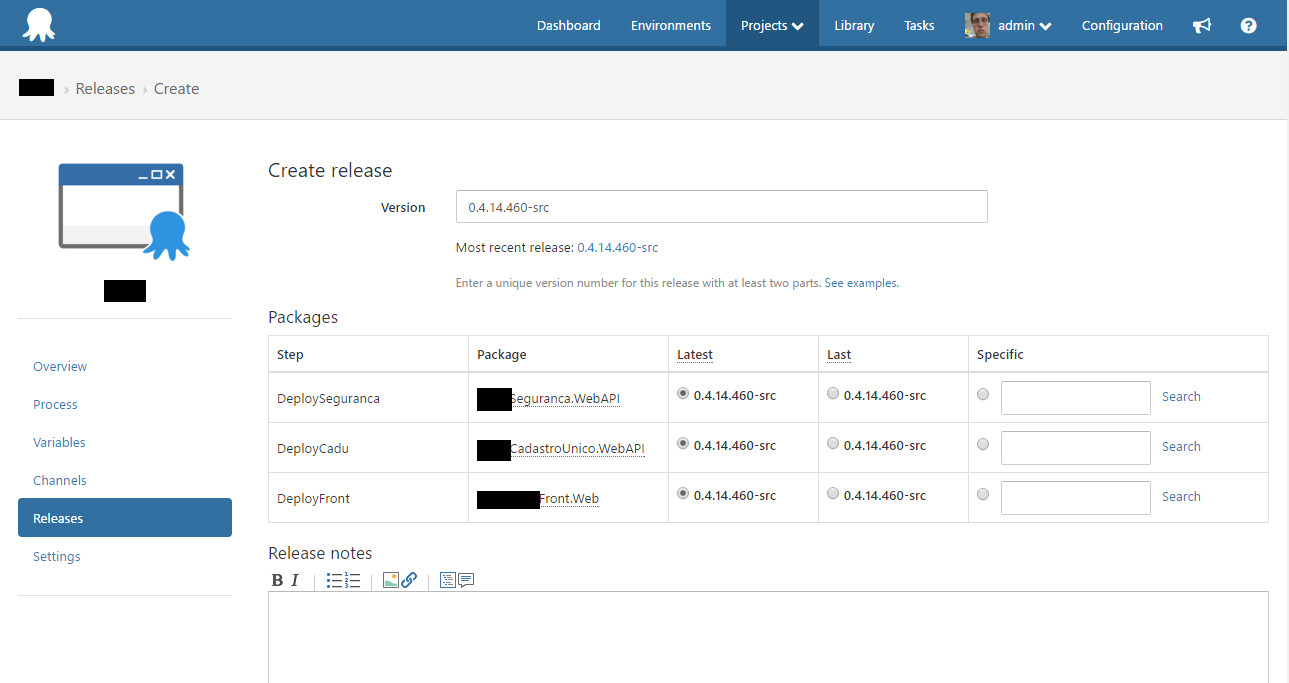 Dashboard Environments Projects Library Tasks admin Configuration
› Releases › Create
Create release
Version 0.4.14.460-src
Most recent release: 0.4.14.460-src
Enter a unique version number for this release with at least two parts. See examples.
Packages
Step Package Latest Last Specific
DeploySeguranca Seguranca.WebAPI 0.4.14.460-src 0.4.14.460-src Search
DeployCadu CadastroUnico.WebAPI 0.4.14.460-src 0.4.14.460-src Search
DeployFront Front.Web 0.4.14.460-src 0.4.14.460-src Search
Release notes
B I
Overview
Process
Variables
Channels
Releases
Settings